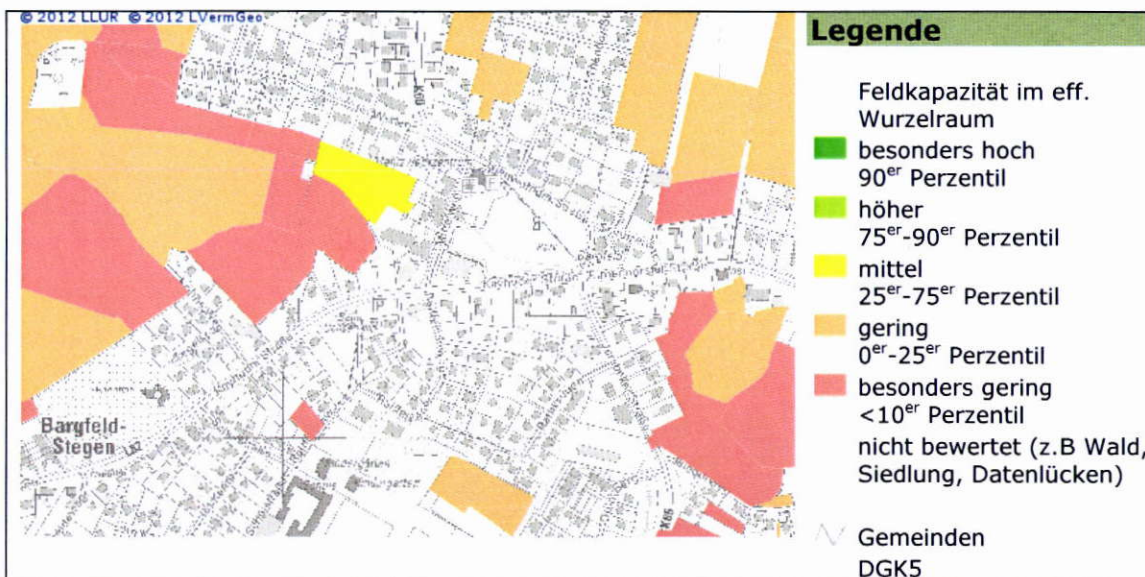 © 2012 LLUR © 2012 LVermGeo
Bargfeld-
Stegen
K65
Legende
Feldkapazität im eff.
Wurzelraum
besonders hoch
90er Perzentil
höher
75er-90er Perzentil
mittel
25er-75er Perzentil
gering
0er-25er Perzentil
besonders gering
<10er Perzentil
nicht bewertet (z.B Wald,
Siedlung, Datenlücken)
Gemeinden
DGK5